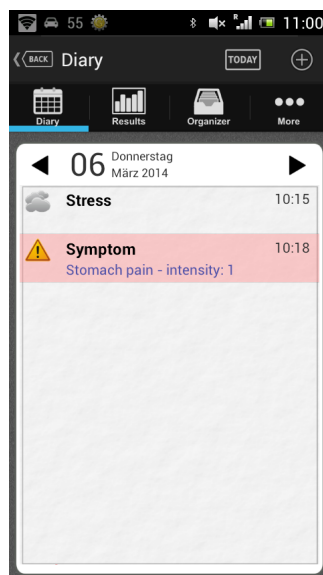 55 R 11:00
BACK Diary TODAY
Diary Results Organizer More
06 Donnerstag
März 2014
Stress 10:15
Symptom 10:18
Stomach pain - intensity: 1